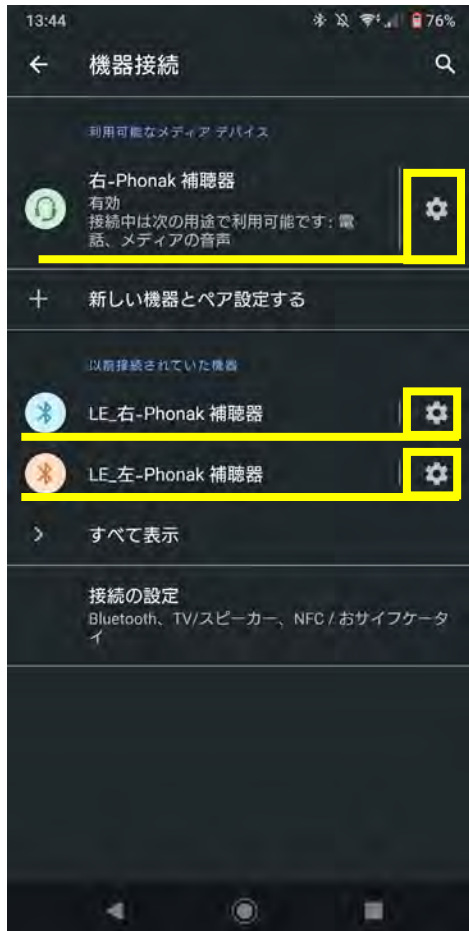 13:44
76%
機器接続
利用可能なメディア デバイス
右-Phonak 補聴器
有効
接続中は次の用途で利用可能です: 電
話、メディアの音声
新しい機器とペア設定する
以前接続されていた機器
LE_右-Phonak 補聴器
LE_左-Phonak 補聴器
すべて表示
接続の設定
Bluetooth、TV/スピーカー、NFC / おサイフケータ
イ